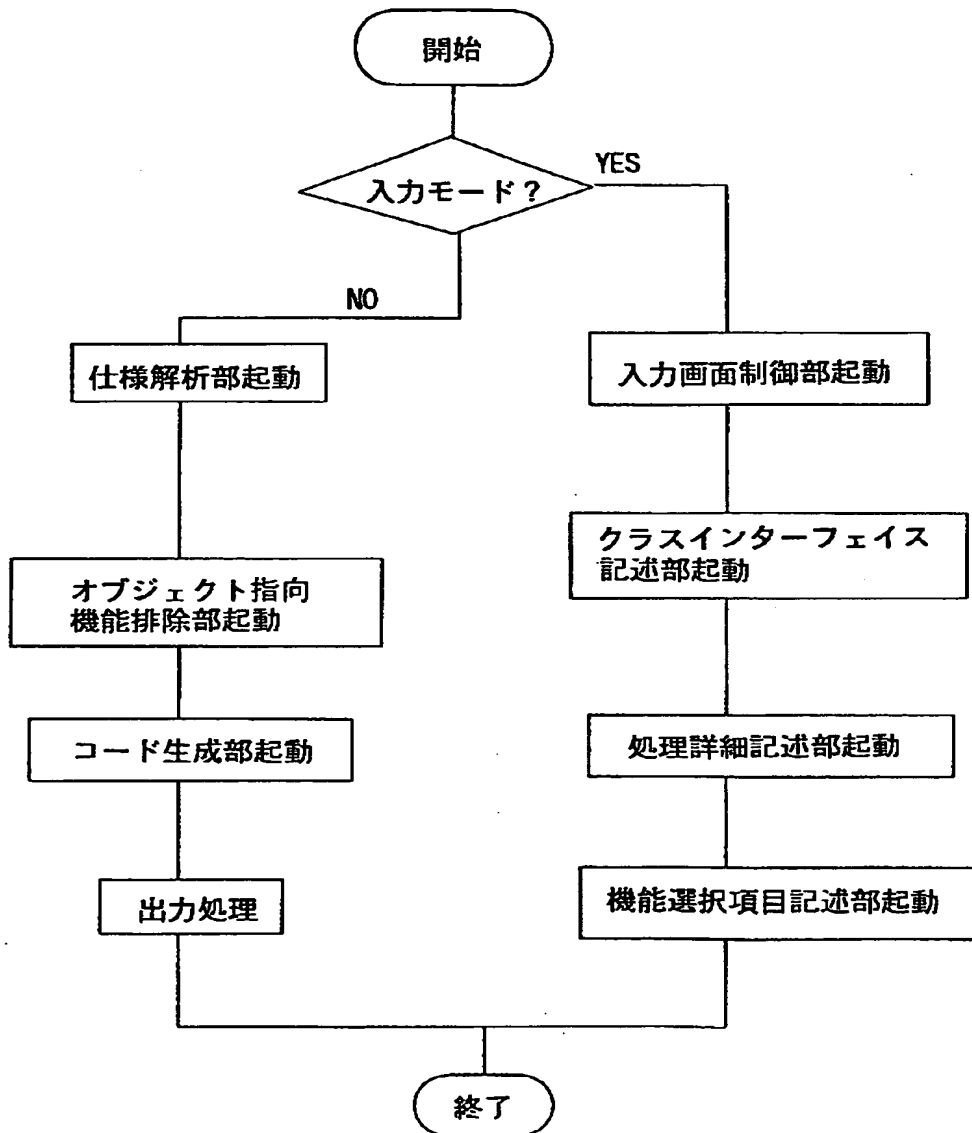 開始
入力モード?
YES
NO
仕様解析部起動
オブジェクト指向
機能排除部起動
コード生成部起動
出力処理
入力画面制御部起動
クラスインターフェイス
記述部起動
処理詳細記述部起動
機能選択項目記述部起動
終了